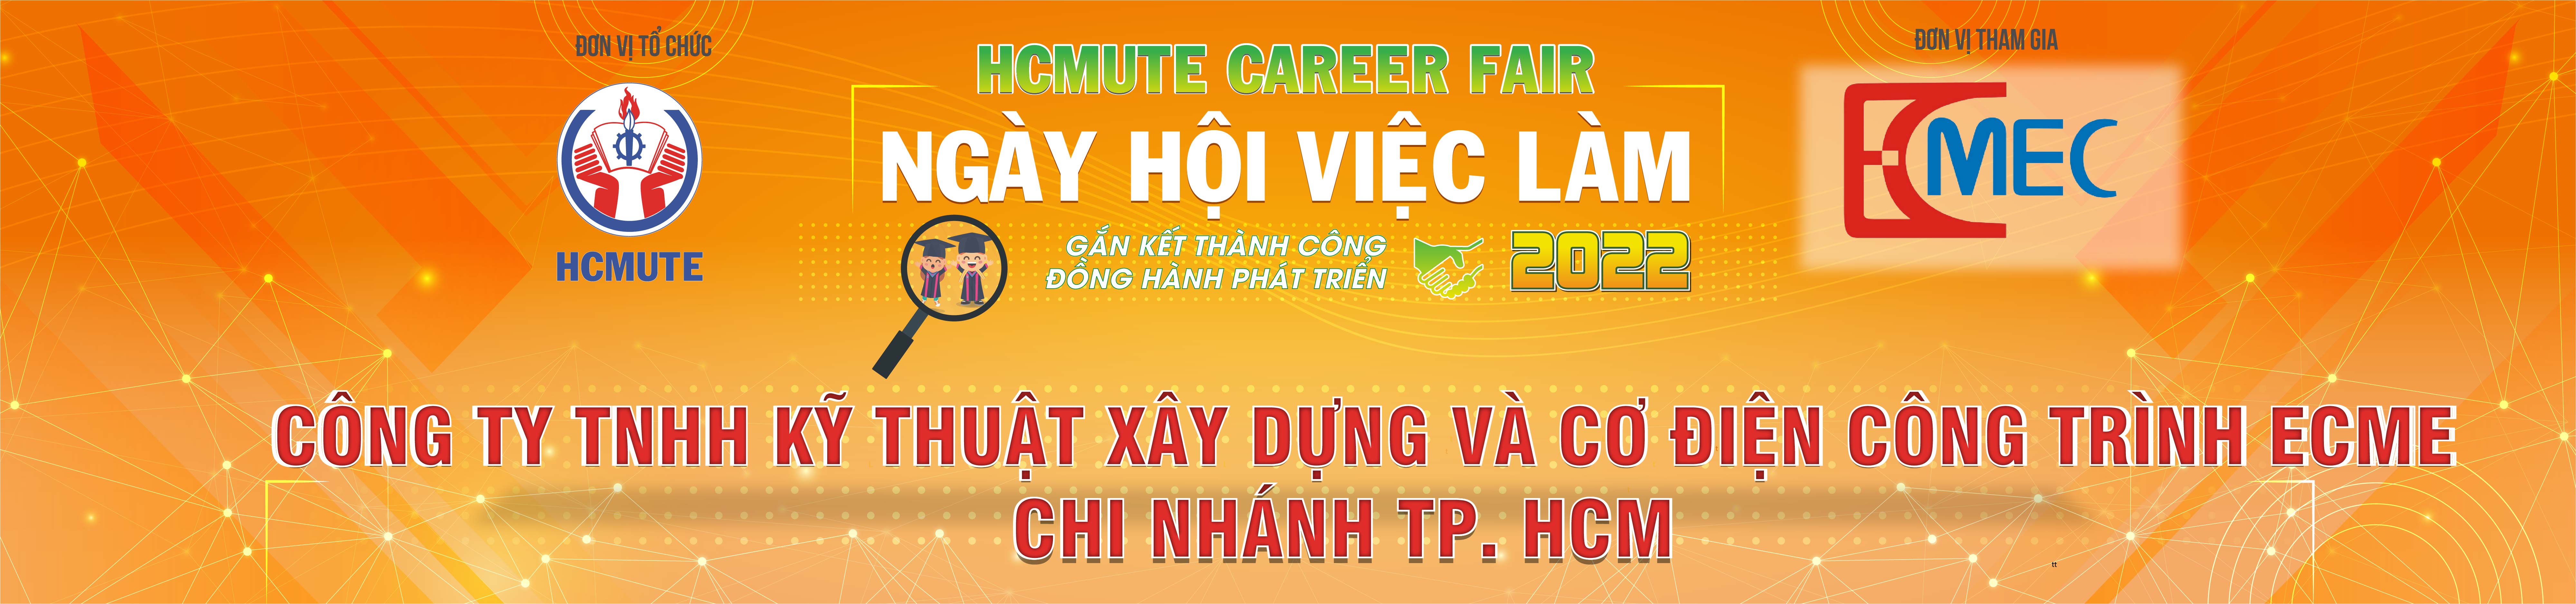 ĐƠN VỊ TỔ CHỨC
HCMUTE
HCMUTE CAREER FAIR
NGÀY HỘI VIỆC LÀM
GẮN KẾT THÀNH CÔNG
ĐỒNG HÀNH PHÁT TRIỂN
2022
ĐƠN VỊ THAM GIA
ECMEC
CÔNG TY TNHH KỸ THUẬT XÂY DỰNG VÀ CƠ ĐIỆN CÔNG TRÌNH ECME
CHI NHÁNH TP. HCM
tt